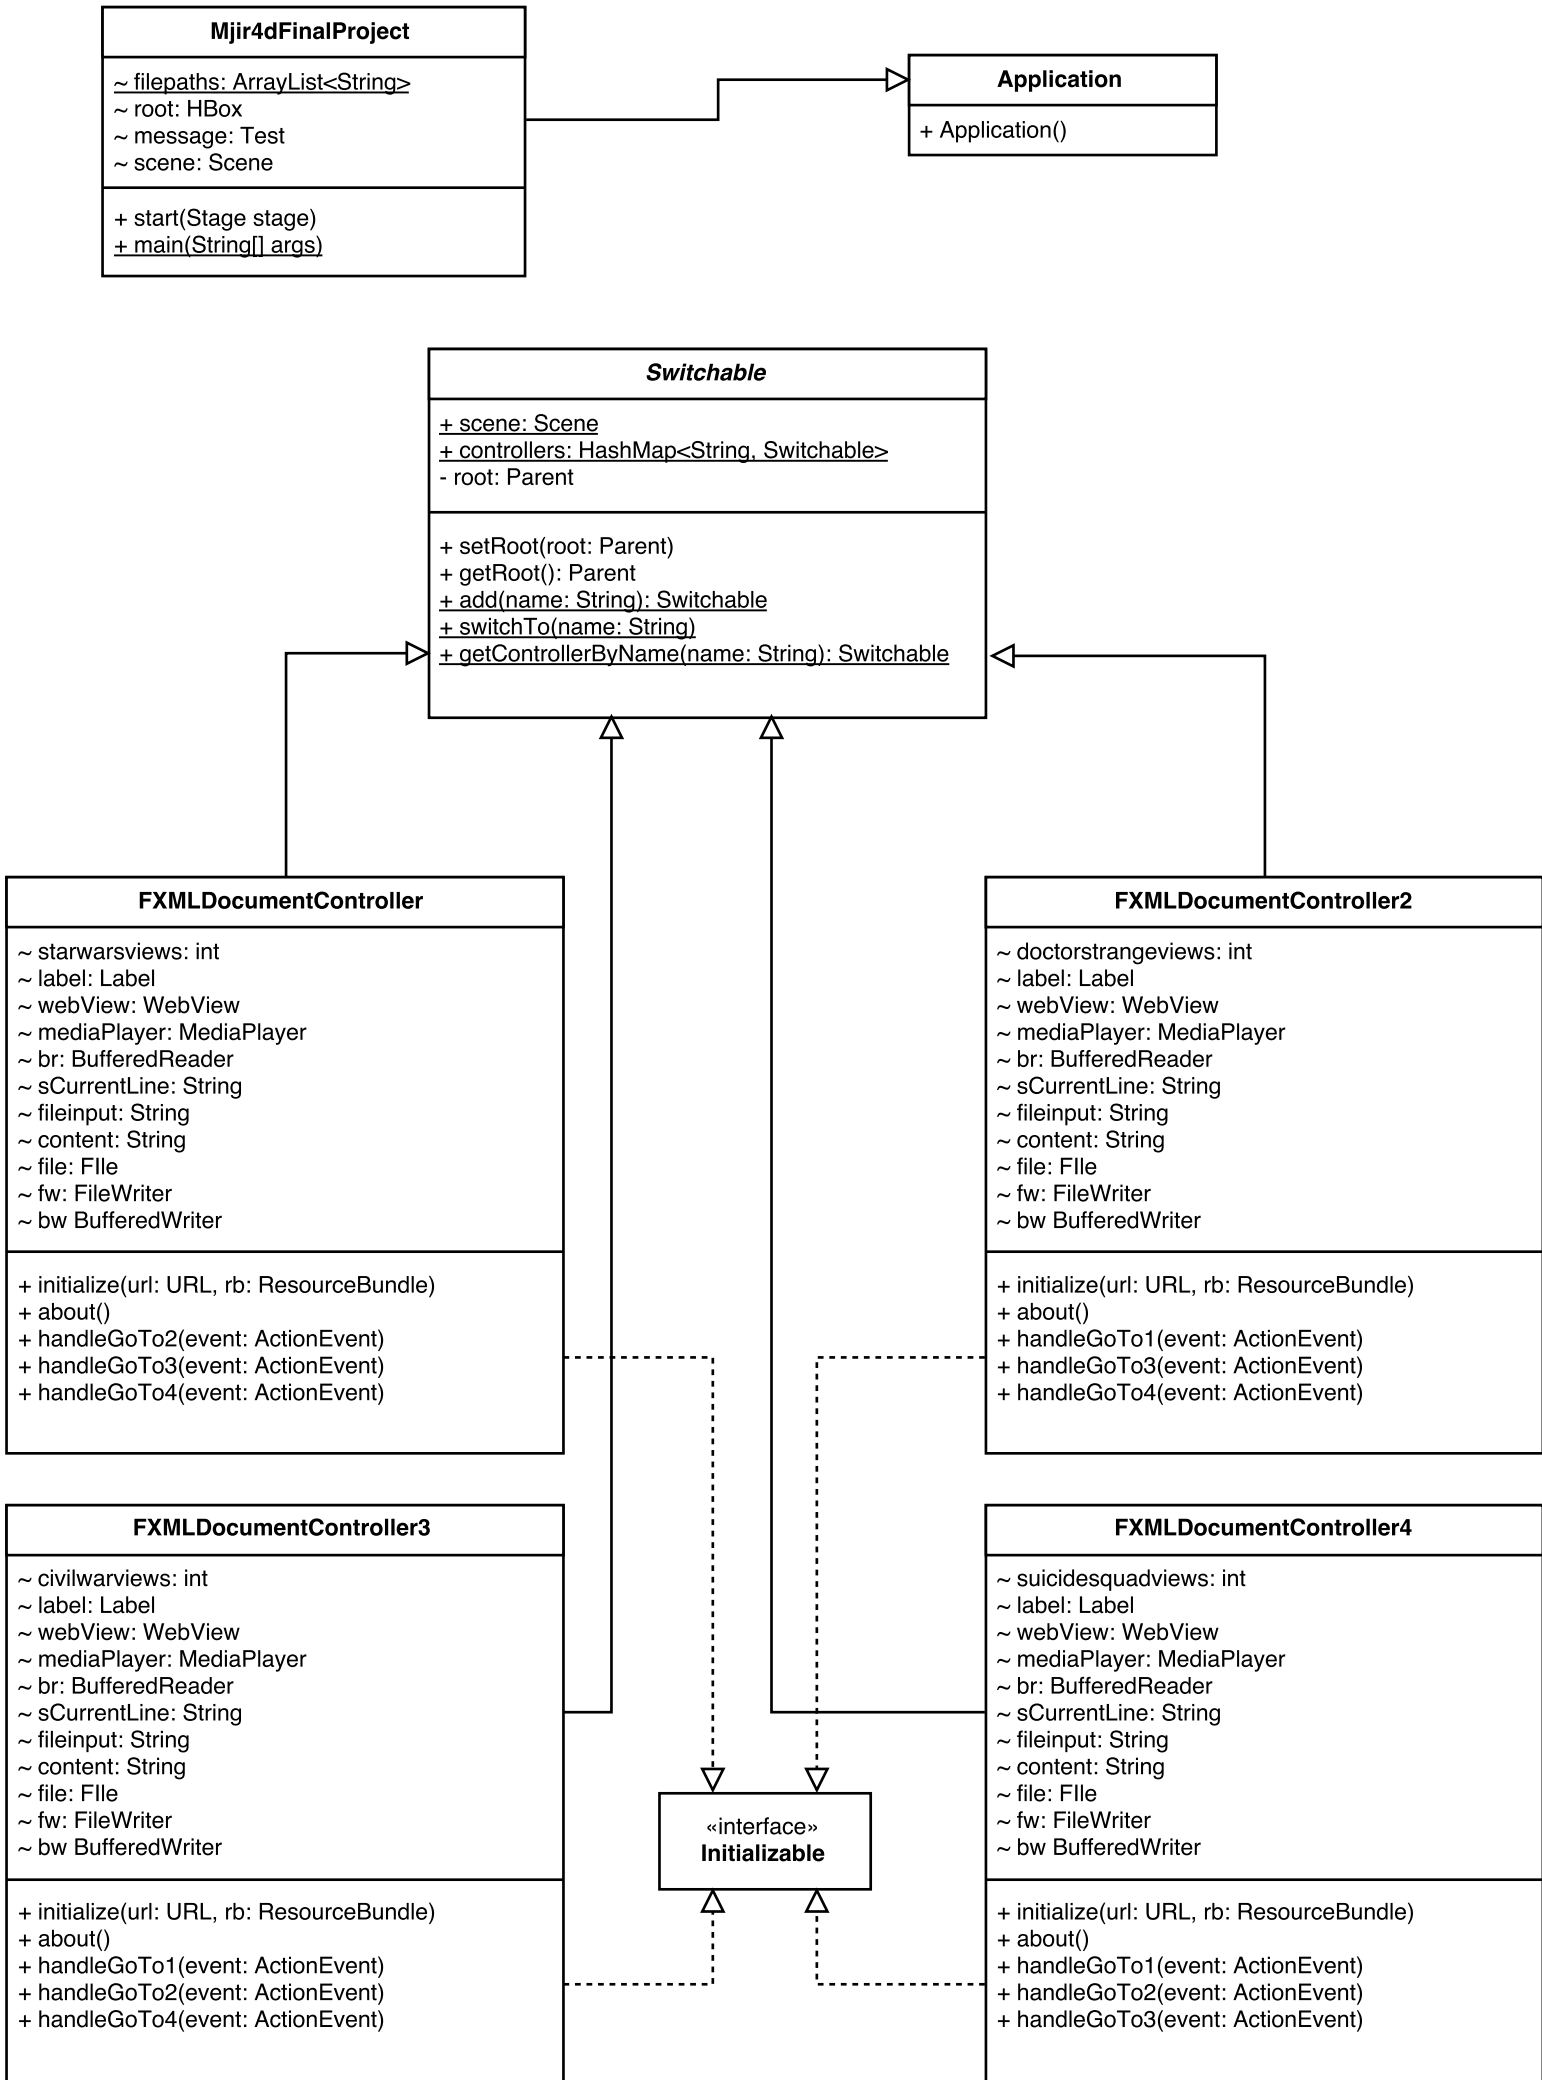 Mjir4dFinalProject
~ filepaths: ArrayList<String>
~ root: HBox
~ message: Test
~ scene: Scene
+ start(Stage stage)
+ main(String[] args)
Application
+ Application()
Switchable
+ scene: Scene
+ controllers: HashMap<String, Switchable>
- root: Parent
+ setRoot(root: Parent)
+ getRoot(): Parent
+ add(name: String): Switchable
+ switchTo(name: String)
+ getControllerByName(name: String): Switchable
FXMLDocumentController
~ starwarsviews: int
~ label: Label
~ webView: WebView
~ mediaPlayer: MediaPlayer
~ br: BufferedReader
~ sCurrentLine: String
~ fileinput: String
~ content: String
~ file: FIle
~ fw: FileWriter
~ bw BufferedWriter
+ initialize(url: URL, rb: ResourceBundle)
+ about()
+ handleGoTo2(event: ActionEvent)
+ handleGoTo3(event: ActionEvent)
+ handleGoTo4(event: ActionEvent)
FXMLDocumentController2
~ doctorstrangeviews: int
~ label: Label
~ webView: WebView
~ mediaPlayer: MediaPlayer
~ br: BufferedReader
~ sCurrentLine: String
~ fileinput: String
~ content: String
~ file: FIle
~ fw: FileWriter
~ bw BufferedWriter
+ initialize(url: URL, rb: ResourceBundle)
+ about()
+ handleGoTo1(event: ActionEvent)
+ handleGoTo3(event: ActionEvent)
+ handleGoTo4(event: ActionEvent)
FXMLDocumentController3
~ civilwarviews: int
~ label: Label
~ webView: WebView
~ mediaPlayer: MediaPlayer
~ br: BufferedReader
~ sCurrentLine: String
~ fileinput: String
~ content: String
~ file: FIle
~ fw: FileWriter
~ bw BufferedWriter
+ initialize(url: URL, rb: ResourceBundle)
+ about()
+ handleGoTo1(event: ActionEvent)
+ handleGoTo2(event: ActionEvent)
+ handleGoTo4(event: ActionEvent)
«interface»
Initializable
FXMLDocumentController4
~ suicidesquadviews: int
~ label: Label
~ webView: WebView
~ mediaPlayer: MediaPlayer
~ br: BufferedReader
~ sCurrentLine: String
~ fileinput: String
~ content: String
~ file: FIle
~ fw: FileWriter
~ bw BufferedWriter
+ initialize(url: URL, rb: ResourceBundle)
+ about()
+ handleGoTo1(event: ActionEvent)
+ handleGoTo2(event: ActionEvent)
+ handleGoTo3(event: ActionEvent)